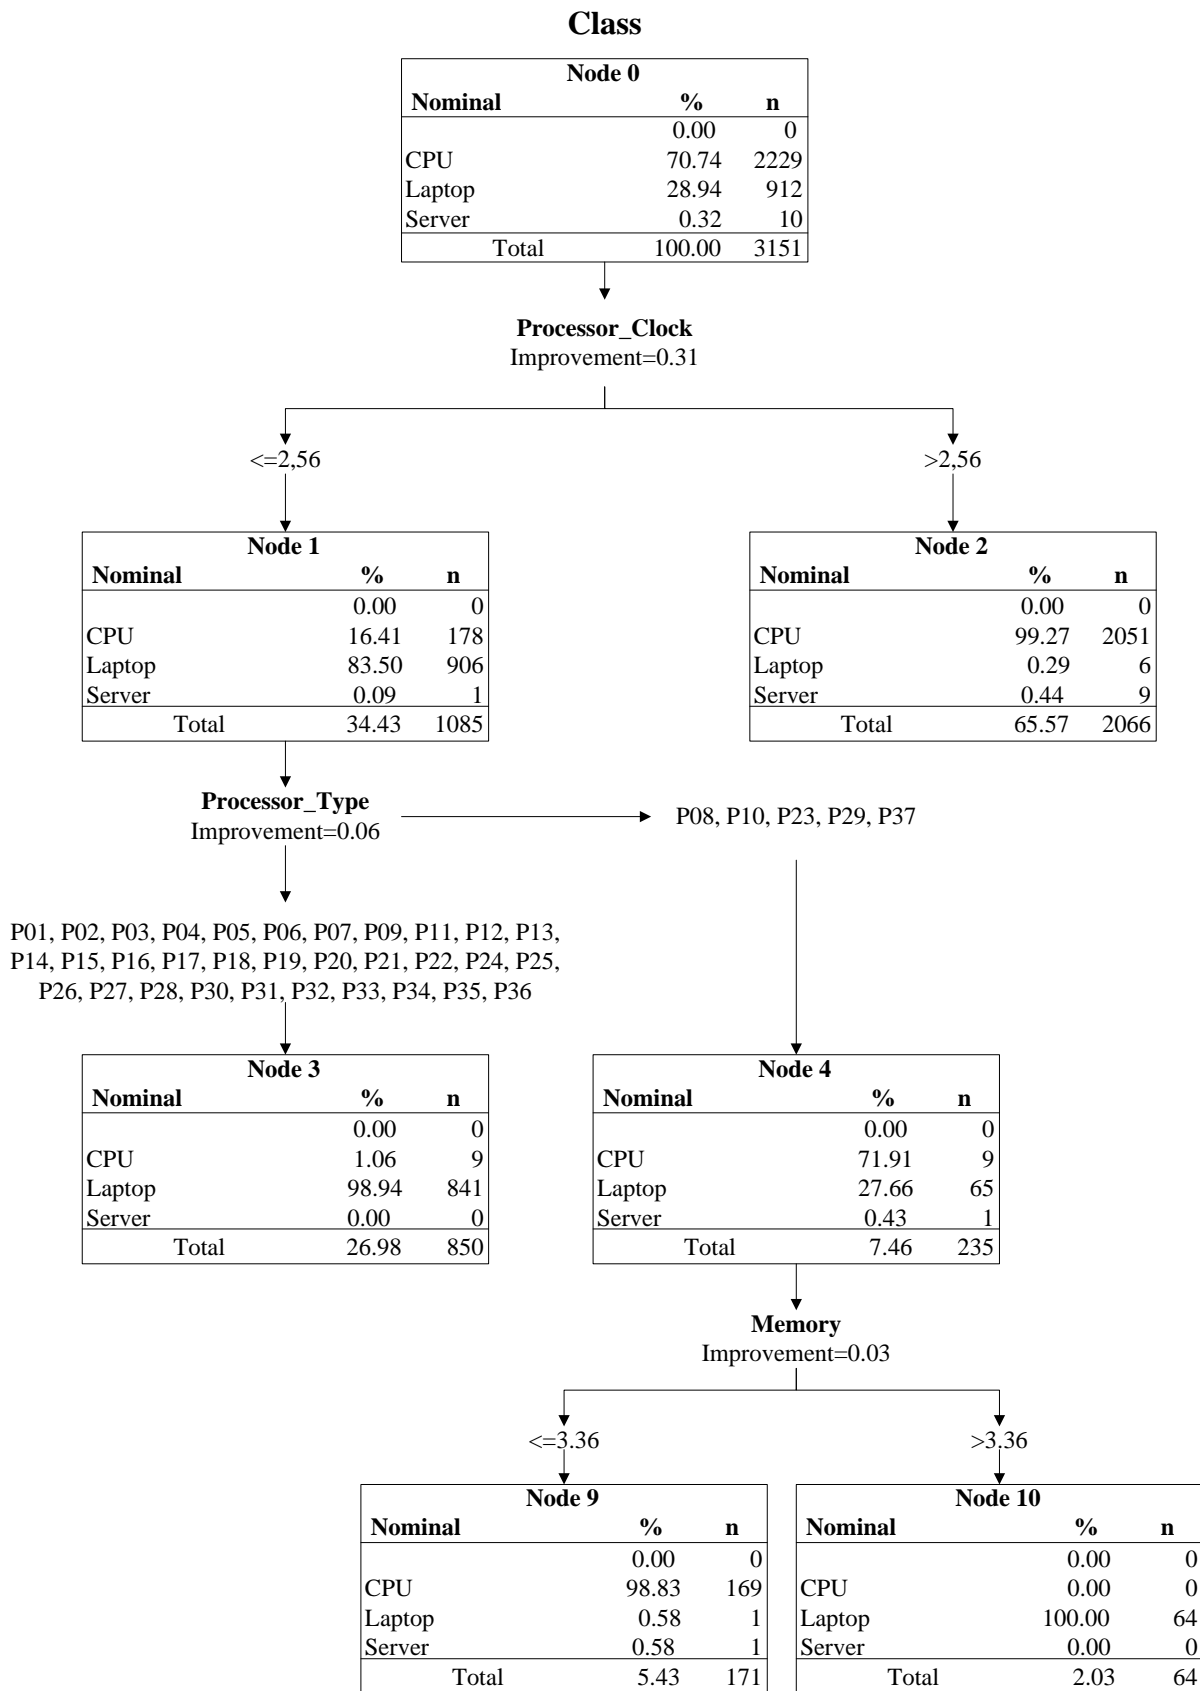 Class
Node 0
Nominal % n
0.00 0
CPU 70.74 2229
Laptop 28.94 912
Server 0.32 10
Total 100.00 3151
Processor_Clock
Improvement=0.31
<=2,56
>2,56
Node 1
Nominal % n
0.00 0
CPU 16.41 178
Laptop 83.50 906
Server 0.09 1
Total 34.43 1085
Node 2
Nominal % n
0.00 0
CPU 99.27 2051
Laptop 0.29 6
Server 0.44 9
Total 65.57 2066
Processor_Type
Improvement=0.06
P08, P10, P23, P29, P37
P01, P02, P03, P04, P05, P06, P07, P09, P11, P12, P13,
P14, P15, P16, P17, P18, P19, P20, P21, P22, P24, P25,
P26, P27, P28, P30, P31, P32, P33, P34, P35, P36
Node 3
Nominal % n
0.00 0
CPU 1.06 9
Laptop 98.94 841
Server 0.00 0
Total 26.98 850
Node 4
Nominal % n
0.00 0
CPU 71.91 9
Laptop 27.66 65
Server 0.43 1
Total 7.46 235
Memory
Improvement=0.03
<=3.36
>3.36
Node 9
Nominal % n
0.00 0
CPU 98.83 169
Laptop 0.58 1
Server 0.58 1
Total 5.43 171
Node 10
Nominal % n
0.00 0
CPU 0.00 0
Laptop 100.00 64
Server 0.00 0
Total 2.03 64